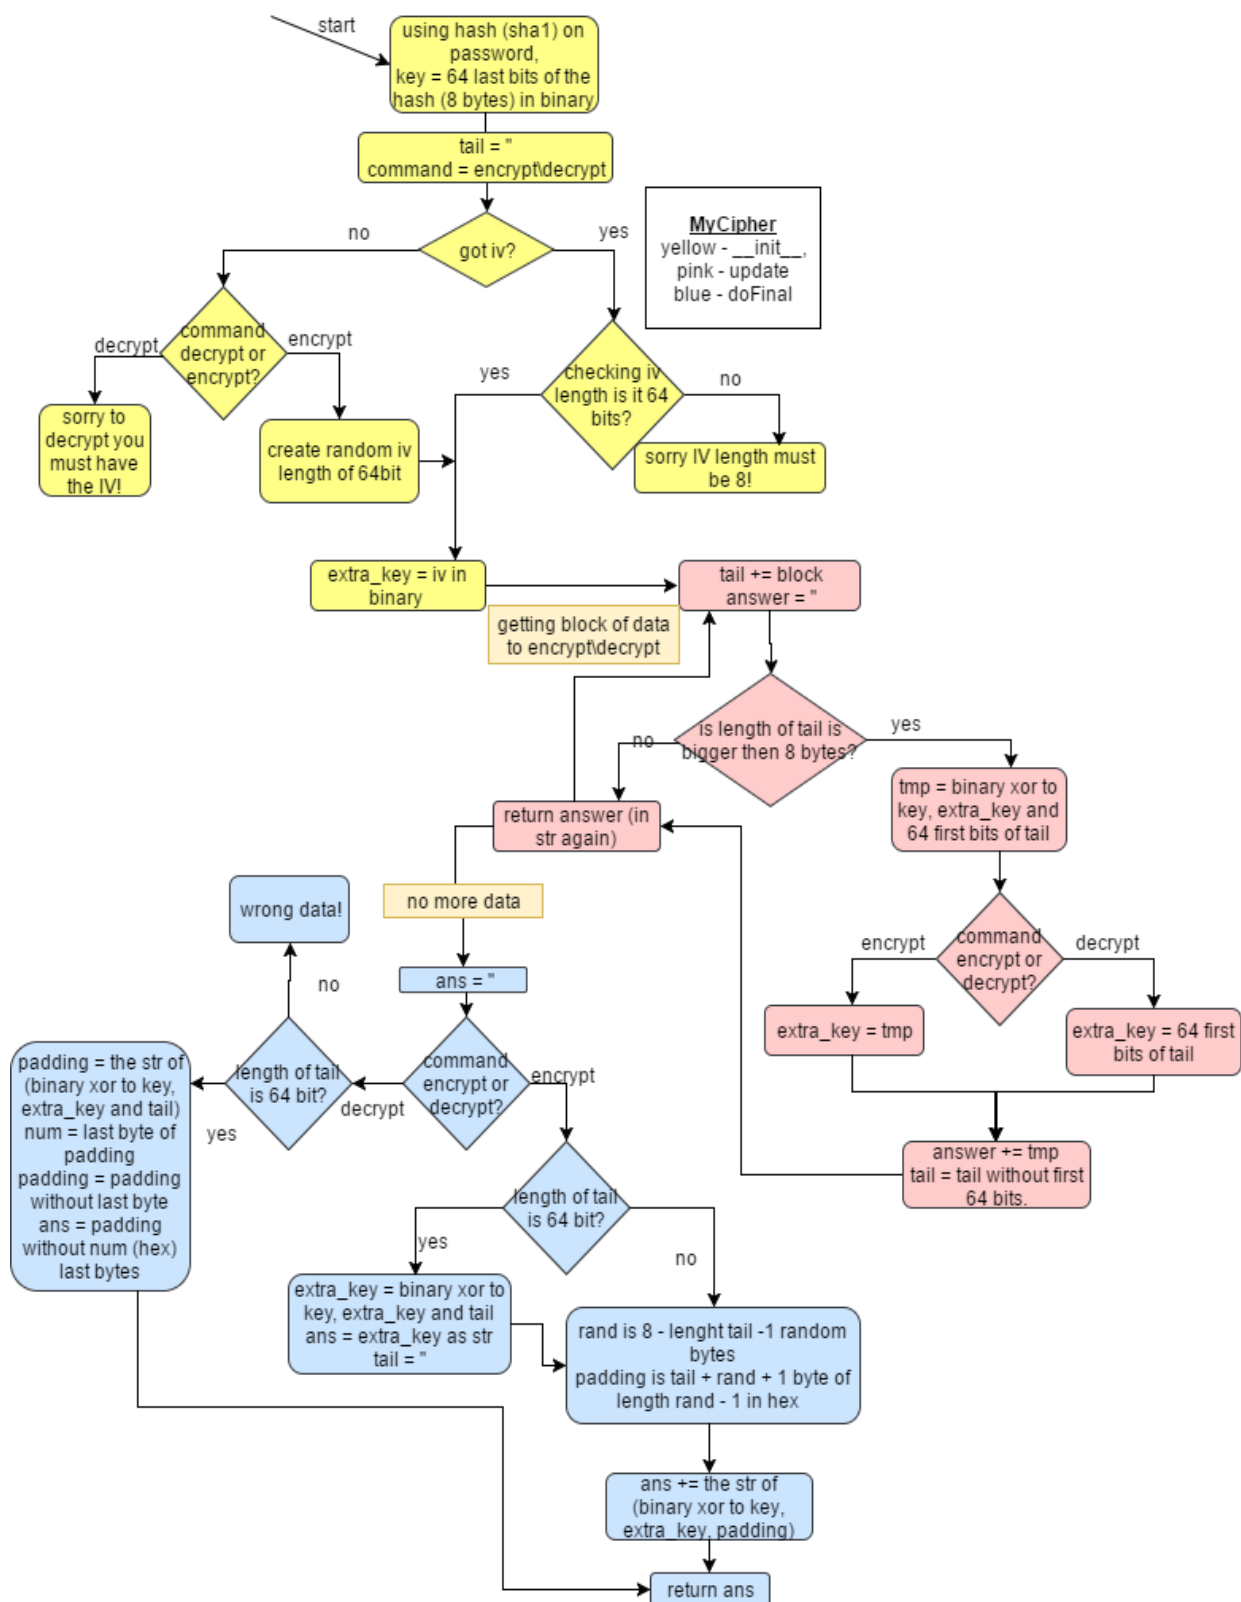 start
using hash (sha1) on
password,
key = 64 last bits of the
hash (8 bytes) in binary
tail = "
command = encrypt\decrypt
MyCipher
yellow - __init__,
pink - update
blue - doFinal
no
got iv?
yes
command
decrypt or
encrypt?
decrypt
encrypt
checking iv
length is it 64
bits?
yes
no
sorry to
decrypt you
must have
the IV!
create random iv
length of 64bit
sorry IV length must
be 8!
extra_key = iv in
binary
tail += block
answer = "
getting block of data
to encrypt\decrypt
is length of tail is
bigger then 8 bytes?
no
yes
tmp = binary xor to
key, extra_key and
64 first bits of tail
return answer (in
str again)
no more data
wrong data!
command
encrypt or
decrypt?
encrypt
decrypt
ans = "
no
extra_key = tmp
extra_key = 64 first
bits of tail
padding = the str of
(binary xor to key,
extra_key and tail)
num = last byte of
padding
padding = padding
without last byte
ans = padding
without num (hex)
last bytes
length of tail
is 64 bit?
yes
command
encrypt or
decrypt?
decrypt
encrypt
answer += tmp
tail = tail without first
64 bits.
length of tail
is 64 bit?
yes
no
extra_key = binary xor to
key, extra_key and tail
ans = extra_key as str
tail = "
rand is 8 - lenght tail -1 random
bytes
padding is tail + rand + 1 byte of
length rand - 1 in hex
ans += the str of
(binary xor to key,
extra_key, padding)
return ans